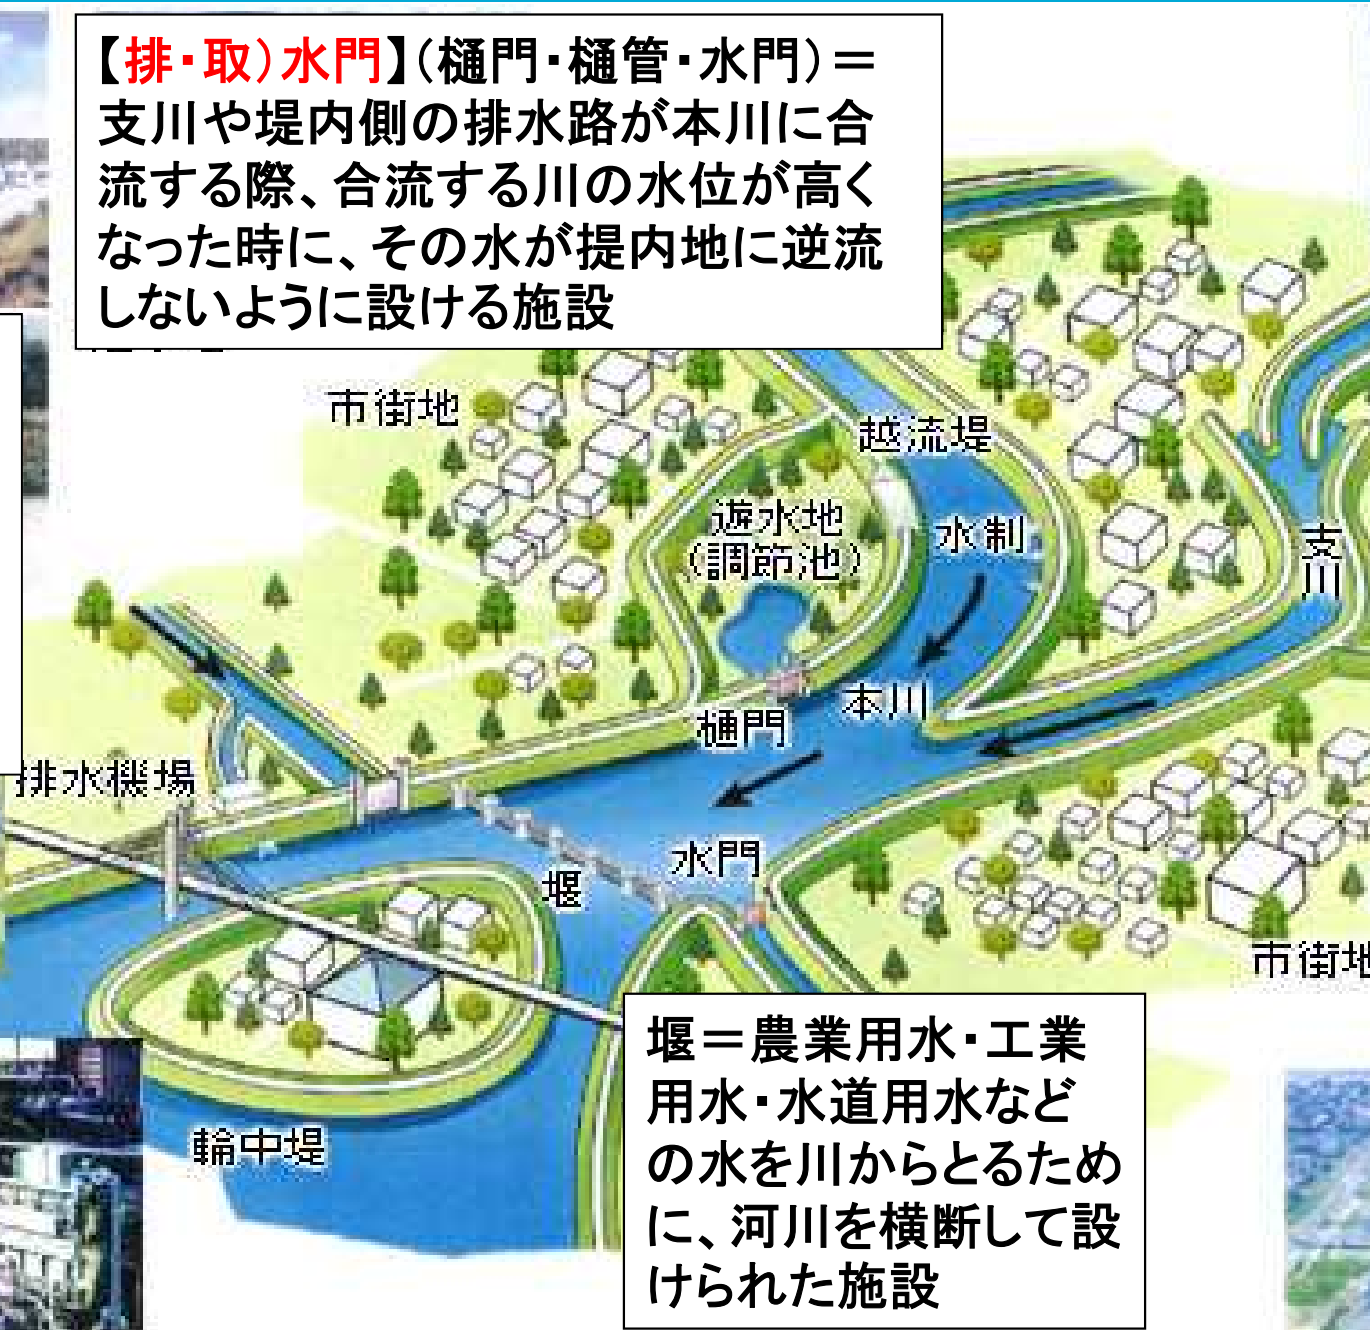 【排・取）水門】（樋門・樋管・水門）＝
支川や堤内側の排水路が本川に合
流する際、合流する川の水位が高く
なった時に、その水が提内地に逆流
しないように設ける施設
市街地
越流堤
遊水地
（調節池）
水制
支川
本川
樋門
排水機場
水門
堰
市街地
輪中堤
堰＝農業用水・工業
用水・水道用水など
の水を川からとるため
に、河川を横断して設
けられた施設